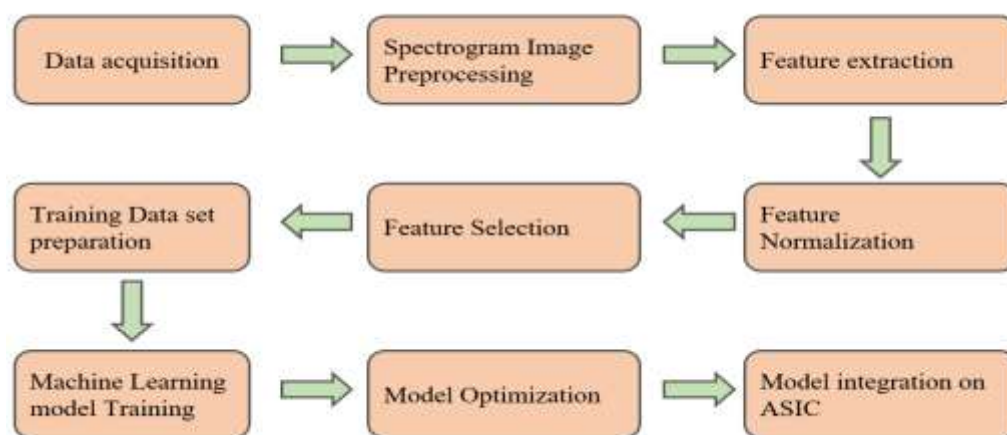 Data acquisition
Spectrogram Image
Preprocessing
Feature extraction
Feature
Normalization
Feature Selection
Training Data set
preparation
Machine Learning
model Training
Model Optimization
Model integration on
ASIC